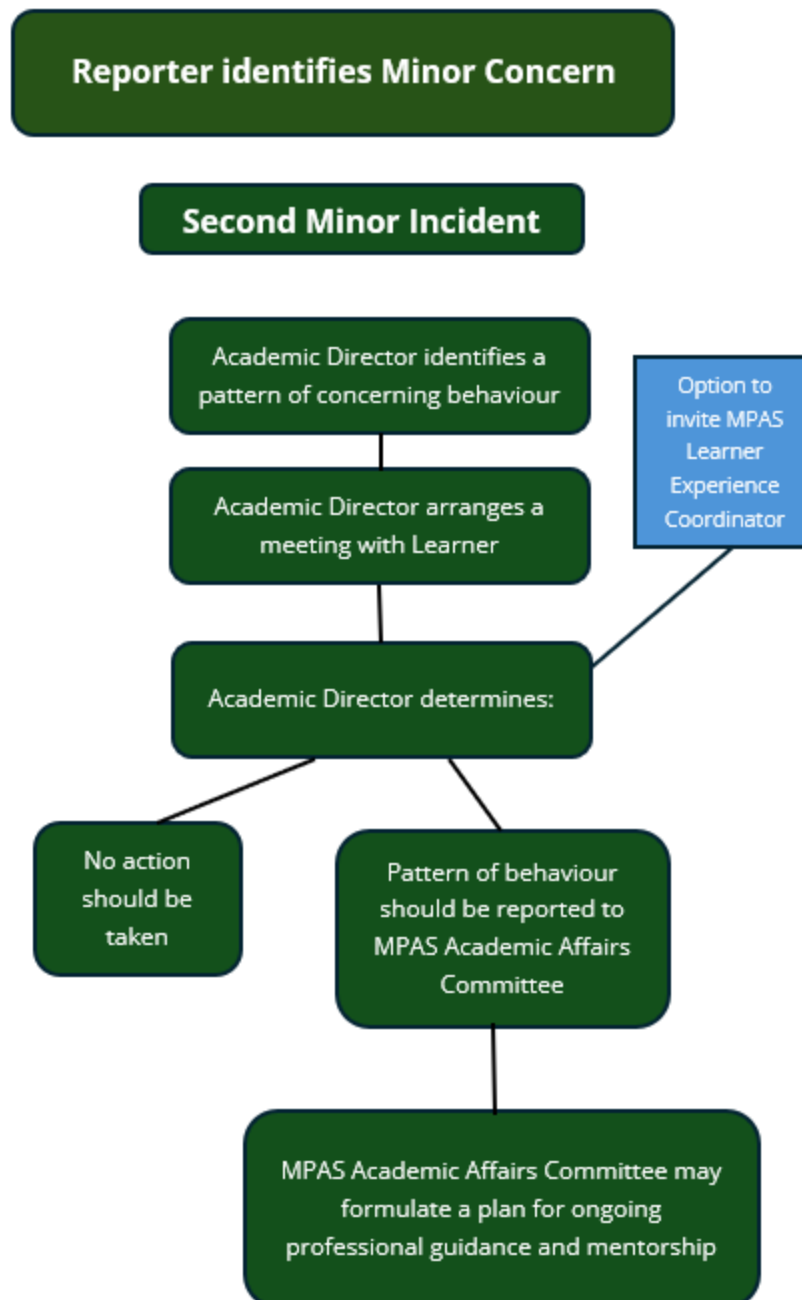 Reporter identifies Minor Concern
Second Minor Incident
Academic Director identifies a
pattern of concerning behaviour
Option to
invite MPAS
Learner
Experience
Coordinator
Academic Director arranges a
meeting with Learner
Academic Director determines:
No action
should be
taken
Pattern of behaviour
should be reported to
MPAS Academic Affairs
Committee
MPAS Academic Affairs Committee may
formulate a plan for ongoing
professional guidance and mentorship